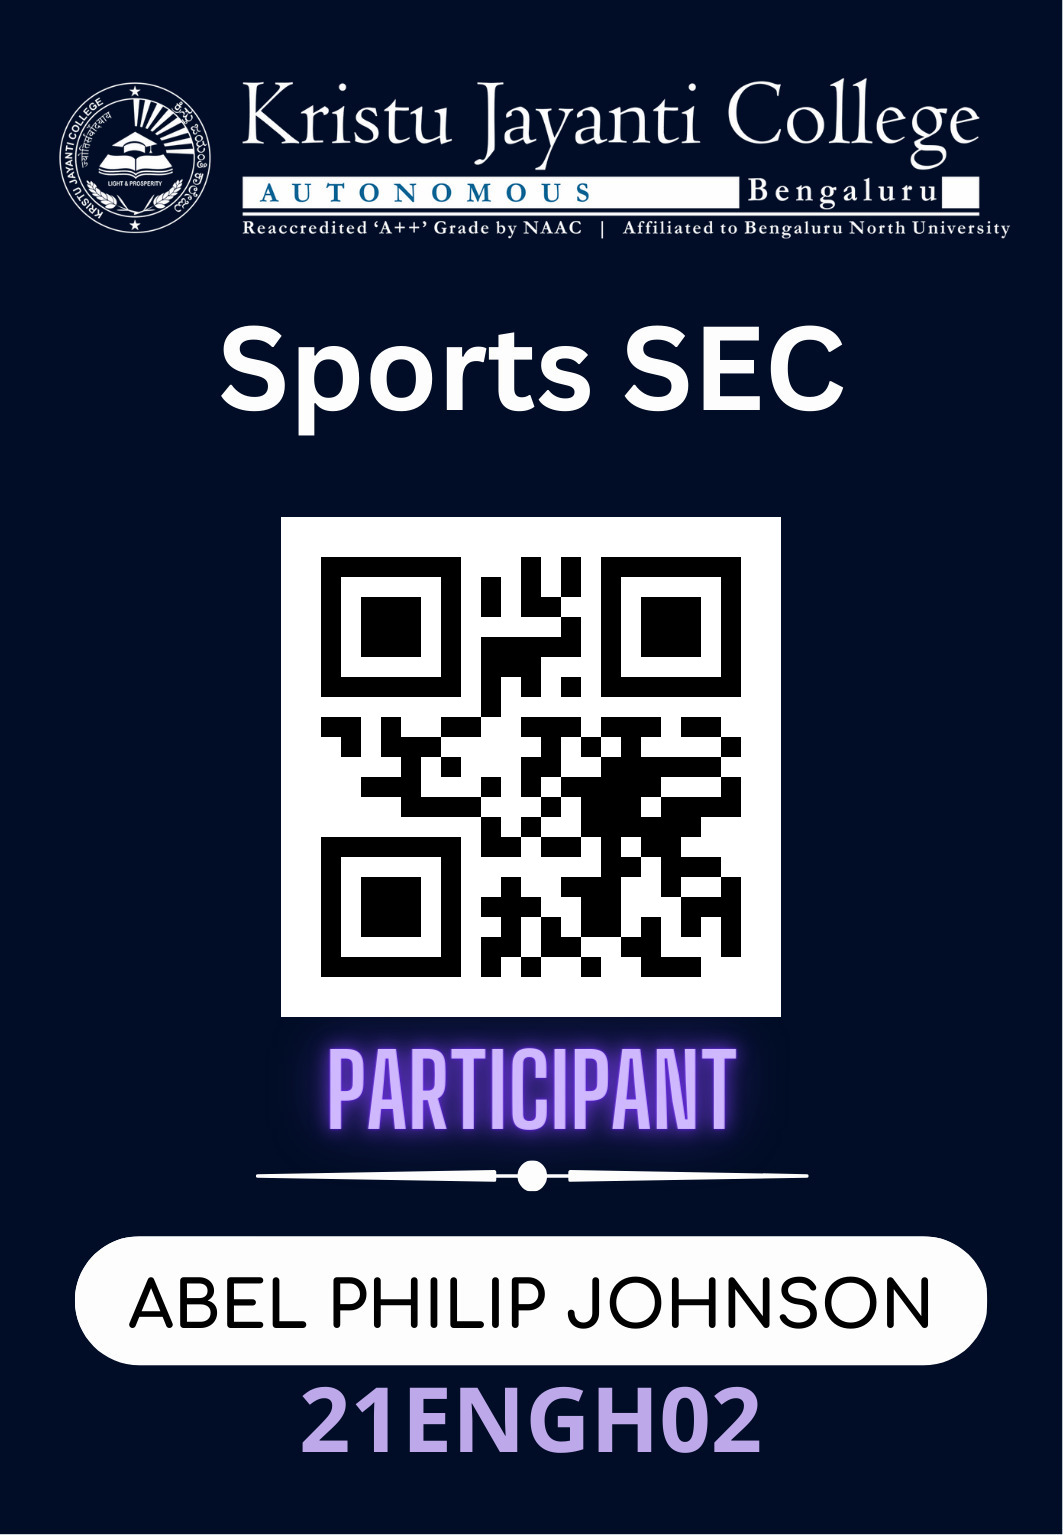 Kristu Jayanti College
AUTONOMOUS Bengaluru
Reaccredited ‘A++’ Grade by NAAC | Affiliated to Bengaluru North University
KRISTU JAYANTI COLLEGE
LIGHT & PROSPERITY
Sports SEC
PARTICIPANT
ABEL PHILIP JOHNSON
21ENGH02